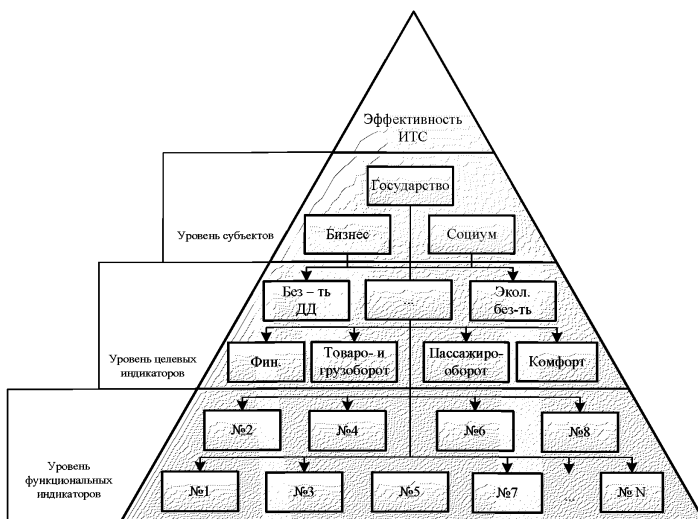 Эффективность
ИТС
Государство
Уровень субъектов
Бизнес
Социум
Без – ть
ДД
...
Экол.
без-ть
Уровень целевых
индикаторов
Фин.
Товаро- и
грузооборот
Пассажиро-
оборот
Комфорт
№2
№4
№6
№8
Уровень
функциональных
индикаторов
№1
№3
№5
№7
...
№ N